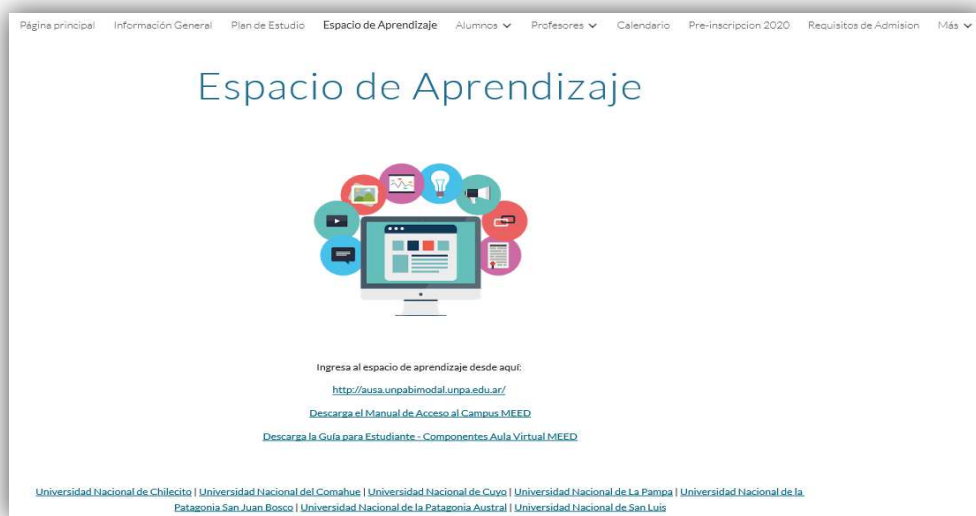 Página principal Información General Plan de Estudio Espacio de Aprendizaje Alumnos Profesores Calendario Pre-inscripcion 2020 Requisitos de Admision Más
Espacio de Aprendizaje
Ingresa al espacio de aprendizaje desde aquí:
http://ausa.unpabimodal.unpa.edu.ar/
Descarga el Manual de Acceso al Campus MEED
Descarga la Guía para Estudiante - Componentes Aula Virtual MEED
Universidad Nacional de Chilecito | Universidad Nacional del Comahue | Universidad Nacional de Cuyo | Universidad Nacional de La Pampa | Universidad Nacional de la
Patagonia San Juan Bosco | Universidad Nacional de la Patagonia Austral | Universidad Nacional de San Luis